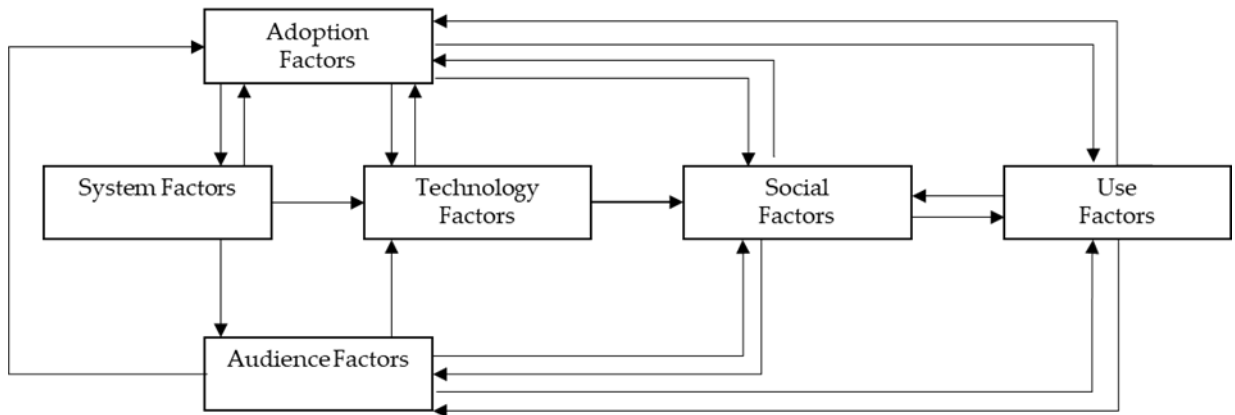 Adoption
Factors
System Factors
Technology
Factors
Social
Factors
Use
Factors
Audience Factors